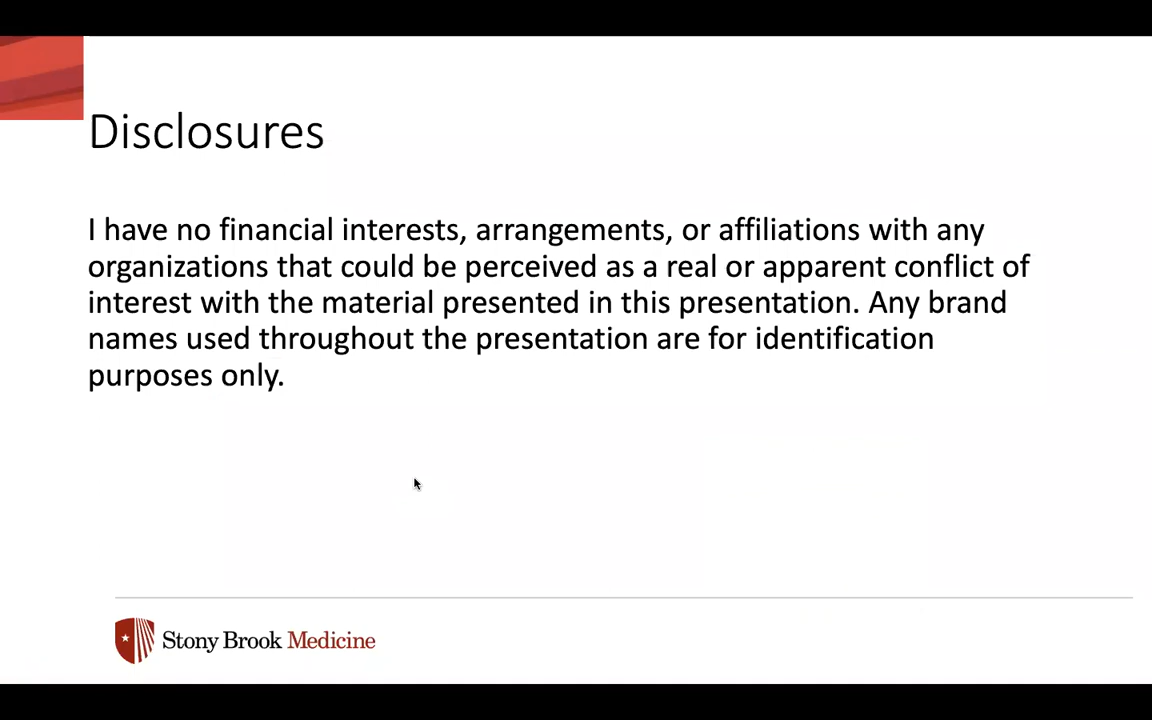 Disclosures
I have no financial interests, arrangements, or affiliations with any
organizations that could be perceived as a real or apparent conflict of
interest with the material presented in this presentation. Any brand
names used throughout the presentation are for identification
purposes only.
Stony Brook Medicine